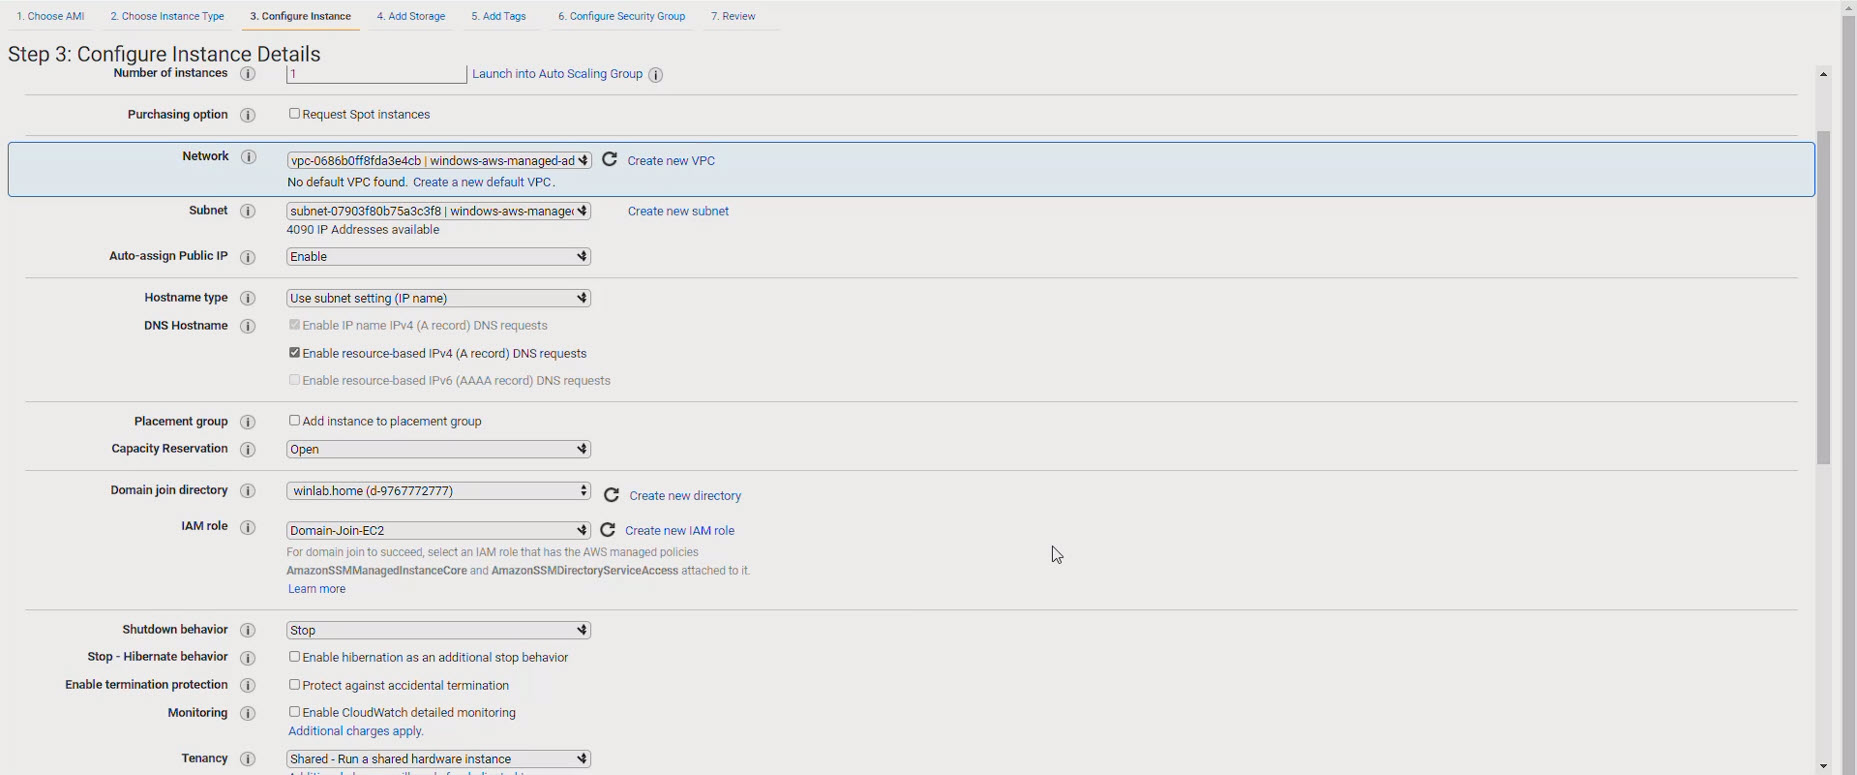 1. Choose AMI 2. Choose Instance Type 3. Configure Instance 4. Add Storage 5. Add Tags 6. Configure Security Group 7. Review
Step 3: Configure Instance Details
Number of instances 1 Launch into Auto Scaling Group
Purchasing option Request Spot instances
Network vpc-0686b0ff8fda3e4cb | windows-aws-managed-ad Create new VPC
No default VPC found. Create a new default VPC.
Subnet subnet-07903f80b75a3c3f8 | windows-aws-managed Create new subnet
4090 IP Addresses available
Auto-assign Public IP Enable
Hostname type Use subnet setting (IP name)
DNS Hostname Enable IP name IPv4 (A record) DNS requests
Enable resource-based IPv4 (A record) DNS requests
Enable resource-based IPv6 (AAAA record) DNS requests
Placement group Add instance to placement group
Capacity Reservation Open
Domain join directory winlab.home (d-9767772777) Create new directory
IAM role Domain-Join-EC2 Create new IAM role
For domain join to succeed, select an IAM role that has the AWS managed policies
AmazonSSMManagedInstanceCore and AmazonSSMDirectoryServiceAccess attached to it.
Learn more
Shutdown behavior Stop
Stop - Hibernate behavior Enable hibernation as an additional stop behavior
Enable termination protection Protect against accidental termination
Monitoring Enable CloudWatch detailed monitoring
Additional charges apply.
Tenancy Shared - Run a shared hardware instance